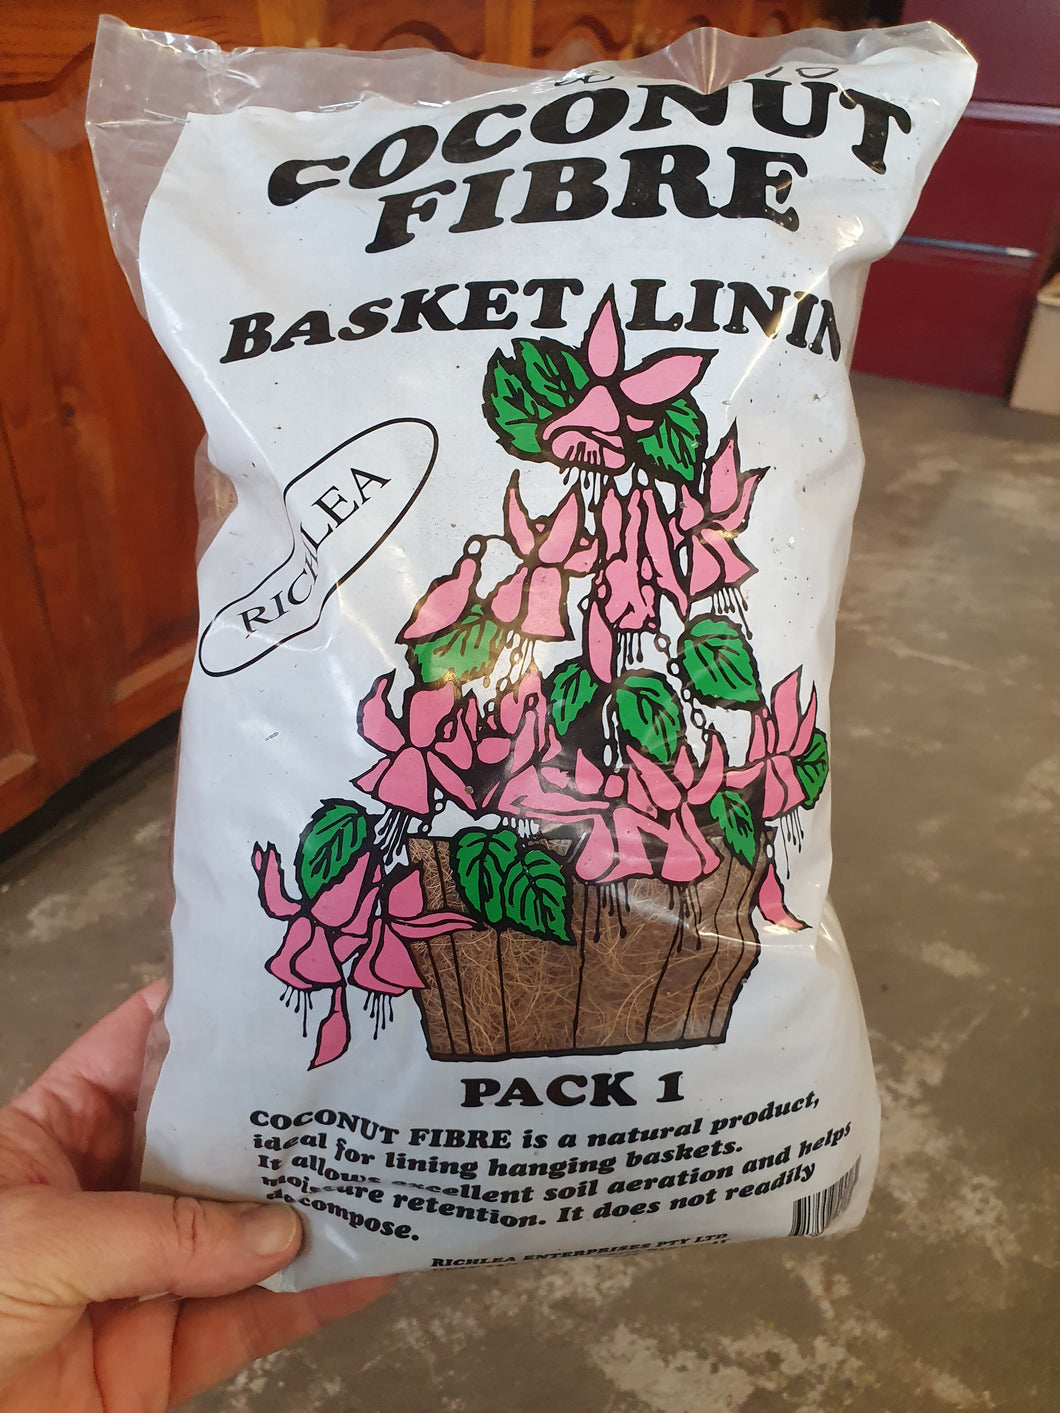 COCONUT
FIBRE
BASKET LININ
RICHLEA
PACK 1
COCONUT FIBRE is a natural product,
ideal for lining hanging baskets.
It allows excellent soil aeration and helps
moisture retention. It does not readily
decompose.
RICHLEA ENTERPRISES PTY LTD